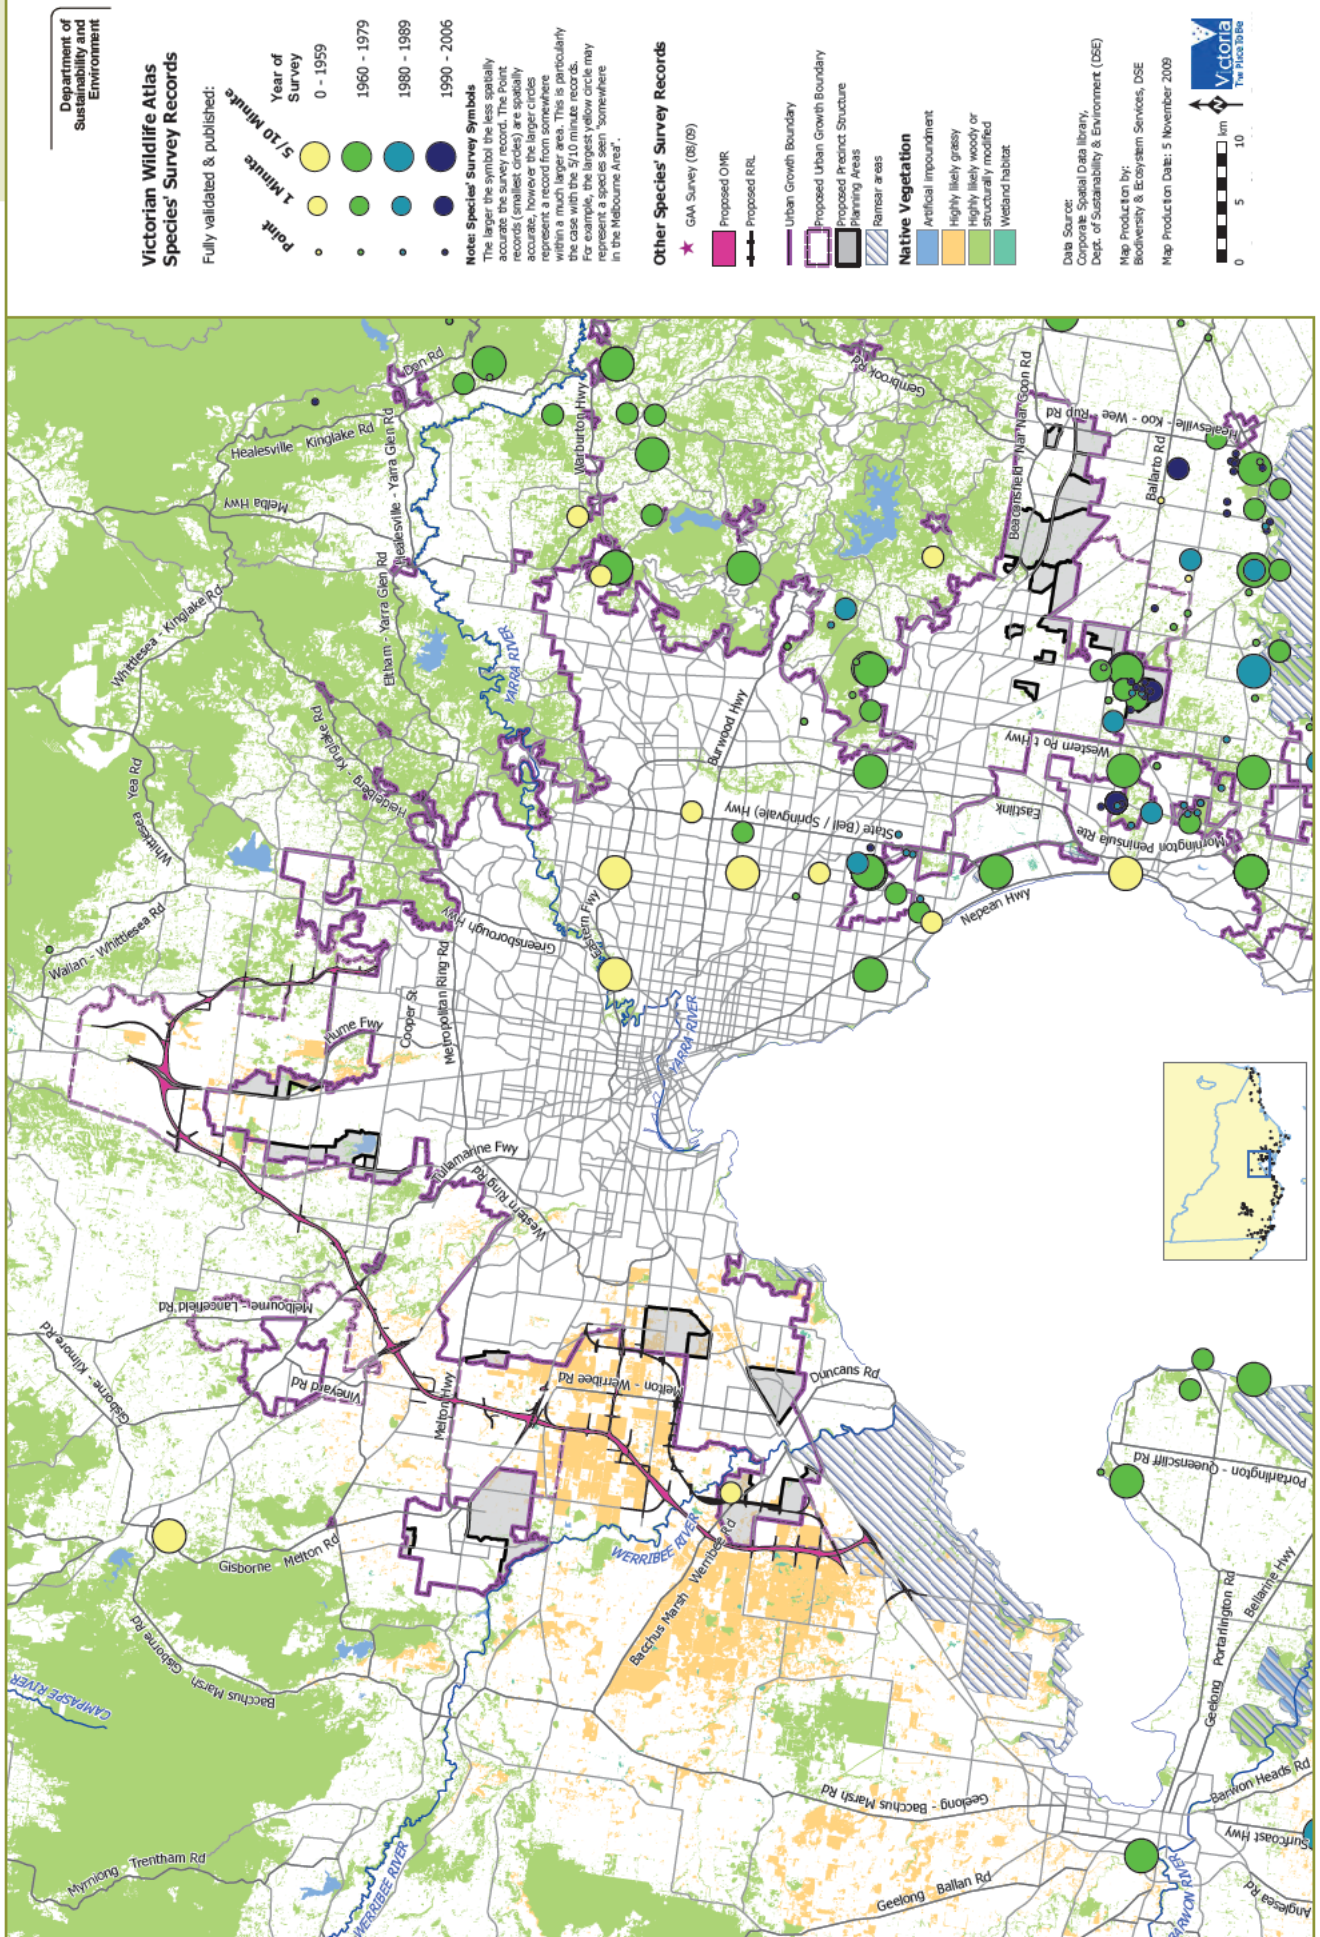 Department of
Sustainability and
Environment
Victorian Wildlife Atlas
Species' Survey Records
Fully validated & published:
Point
1 Minute
5/10 Minute
Year of
Survey
0 - 1959
1960 - 1979
1980 - 1989
1990 - 2006
Note: Species' Survey Symbols
The larger the symbol the less spatially
accurate the survey record. The Point
records (smallest circles) are spatially
accurate, however the larger circles
represent a record from somewhere
within a much larger area. This is particularly
the case with the 5/10 minute records.
For example, the largest yellow circle may
represent a species seen "somewhere
in the Melbourne Area".
Other Species' Survey Records
GAA Survey (08/09)
Proposed OMR
Proposed RRL
Urban Growth Boundary
Proposed Urban Growth Boundary
Proposed Precinct Structure
Planning Areas
Ramsar areas
Native Vegetation
Artificial impoundment
Highly likely grassy
Highly likely woody or
structurally modified
Wetland habitat
Data Source:
Corporate Spatial Data library,
Dept. of Sustainability & Environment (DSE)
Map Production by:
Biodiversity & Ecosystem Services, DSE
Map Production Date: 5 November 2009
0
5
10
km
N
Victoria
The Place To Be
CAMPASPE RIVER
Myrniong - Trentham Rd
WERRIBEE RIVER
Bacchus Marsh
Gisborne Rd
Gisborne - Melton Rd
Gisborne - Kilmore Rd
Vineyard Rd
Melbourne - Lancefield Rd
Melton Hwy
Wallan - Whittlesea Rd
Whittlesea - Yea Rd
Whittlesea - Kinglake Rd
Heidelberg - Kinglake Rd
Melba Hwy
Healesville - Kinglake Rd
Don Rd
Healesville - Yarra Glen Rd
Eltham - Yarra Glen Rd
YARRA RIVER
Hume Fwy
Cooper St
Metropolitan Ring Rd
Greensborough Hwy
Tullamarine Fwy
Western Ring Rd
Eastern Fwy
YARRA RIVER
Warburton Hwy
Burwood Hwy
State (Bell / Springvale) Hwy
Melton - Werribee Rd
WERRIBEE RIVER
Bacchus Marsh - Werribee Rd
Duncans Rd
Geelong - Bacchus Marsh Rd
Geelong - Ballan Rd
Gembrook Rd
Beaconsfield - Nar Nar Goon Rd
Healesville - Koo - Wee - Rup Rd
Ballarto Rd
Western Port Hwy
Eastlink
Mornington Peninsula Rte
Nepean Hwy
Portarlington - Queenscliff Rd
Geelong - Portarlington Rd
Bellarine Hwy
Barwon Heads Rd
Surfcoast Hwy
Anglesea Rd
ARWON RIVER